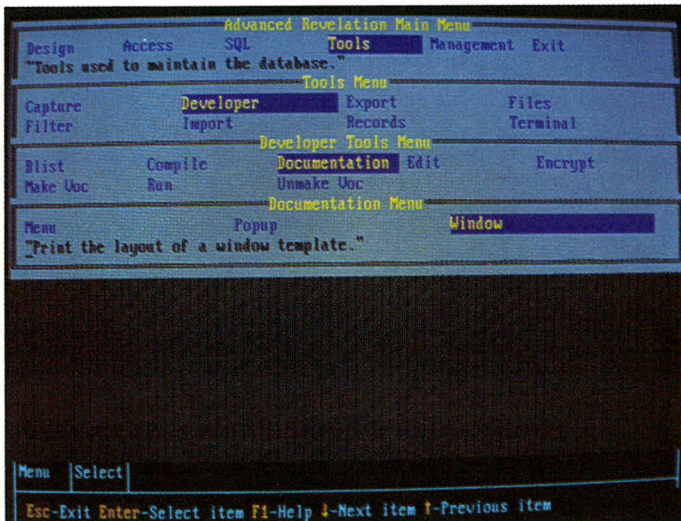 Advanced Revelation Main Menu
Design Access SQL Tools Management Exit
"Tools used to maintain the database."
Tools Menu
Capture Developer Export Files
Filter Import Records Terminal
Developer Tools Menu
Blist Compile Documentation Edit Encrypt
Make Voc Run Unmake Voc
Documentation Menu
Menu Popup Window
"Print the layout of a window template."
Menu Select
Esc-Exit Enter-Select item F1-Help ↓-Next item ↑-Previous item